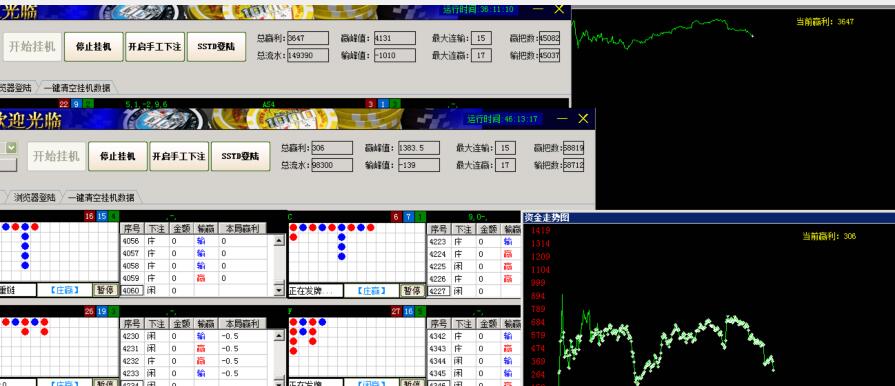 光临 运行时间:36:11:10
开始挂机 停止挂机 开启手工下注 SSTD登陆
总赢利: 3647 赢峰值: 4131 最大连输: 15 赢把数: 45082
总流水: 149390 输峰值: -1010 最大连赢: 17 输把数: 45037
当前赢利: 3647
览器登陆 一键清空挂机数据
22 9 2 5,1,-2,9,6 AS4 3 1
欢迎光临 运行时间:46:13:17
开始挂机 停止挂机 开启手工下注 SSTD登陆
总赢利: 306 赢峰值: 1383.5 最大连输: 15 赢把数: 58819
总流水: 98300 输峰值: -139 最大连赢: 17 输把数: 58712
浏览器登陆 一键清空挂机数据
16 15 4 ,-,
序号 下注 金额 输赢 本局赢利
4056 庄 0 输 0
4057 庄 0 输 0
4058 庄 0 输 0
4059 庄 0 赢 0
4060 闲 0
重链 【庄赢】 暂停
C 6 7 1 9,0-,
序号 下注 金额 输赢
4223 庄 0 输
4224 庄 0 赢
4225 闲 0 赢
4226 庄 0 赢
4227 闲 0
正在发牌... 【庄赢】 暂停
26 19 ,-,
序号 下注 金额 输赢 本局赢利
4230 闲 0 输 -0.5
4231 闲 0 赢 -0.5
4232 庄 0 赢 -0.5
4233 闲 0 输 -0.5
4234 闲 0
【庄赢】 暂停
F 27 16 ,-,
序号 下注 金额 输赢
4342 庄 0 输
4343 庄 0 赢
4344 闲 0 输
4345 闲 0 输
4346 闲 0
正在发牌 【闲赢】 暂停
资金走势图
当前赢利: 306
1419
1314
1209
1104
999
894
789
684
579
474
369
264